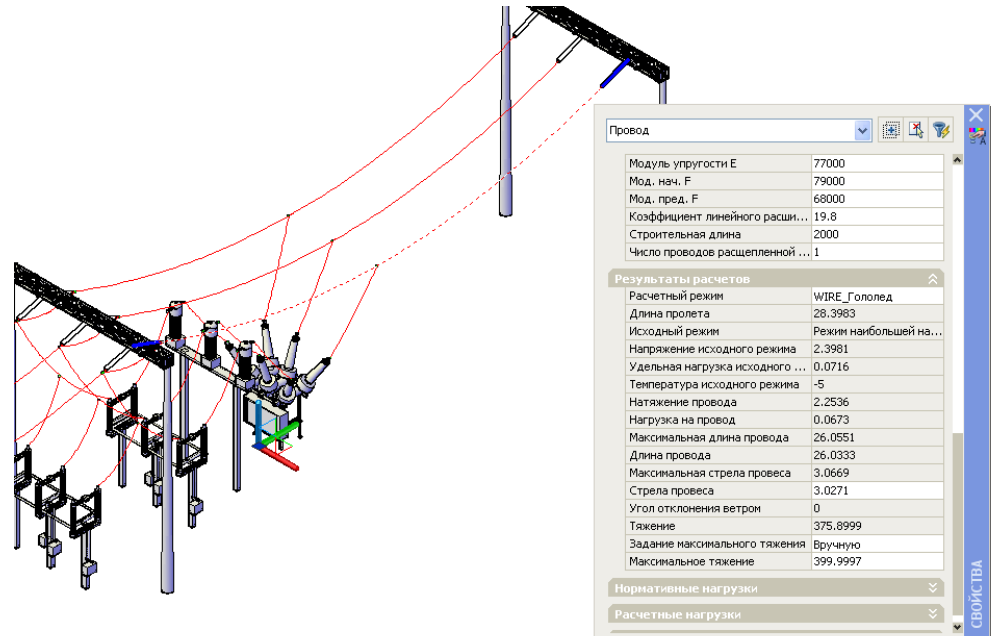 Провод
Модуль упругости E 77000
Мод. нач. F 79000
Мод. пред. F 68000
Коэффициент линейного расши... 19.8
Строительная длина 2000
Число проводов расщепленной ... 1
Результаты расчетов
Расчетный режим WIRE_Гололед
Длина пролета 28.3983
Исходный режим Режим наибольшей на...
Напряжение исходного режима 2.3981
Удельная нагрузка исходного ... 0.0716
Температура исходного режима -5
Натяжение провода 2.2536
Нагрузка на провод 0.0673
Максимальная длина провода 26.0551
Длина провода 26.0333
Максимальная стрела провеса 3.0669
Стрела провеса 3.0271
Угол отклонения ветром 0
Тяжение 375.8999
Задание максимального тяжения Вручную
Максимальное тяжение 399.9997
Нормативные нагрузки
Расчетные нагрузки
СВОЙСТВА